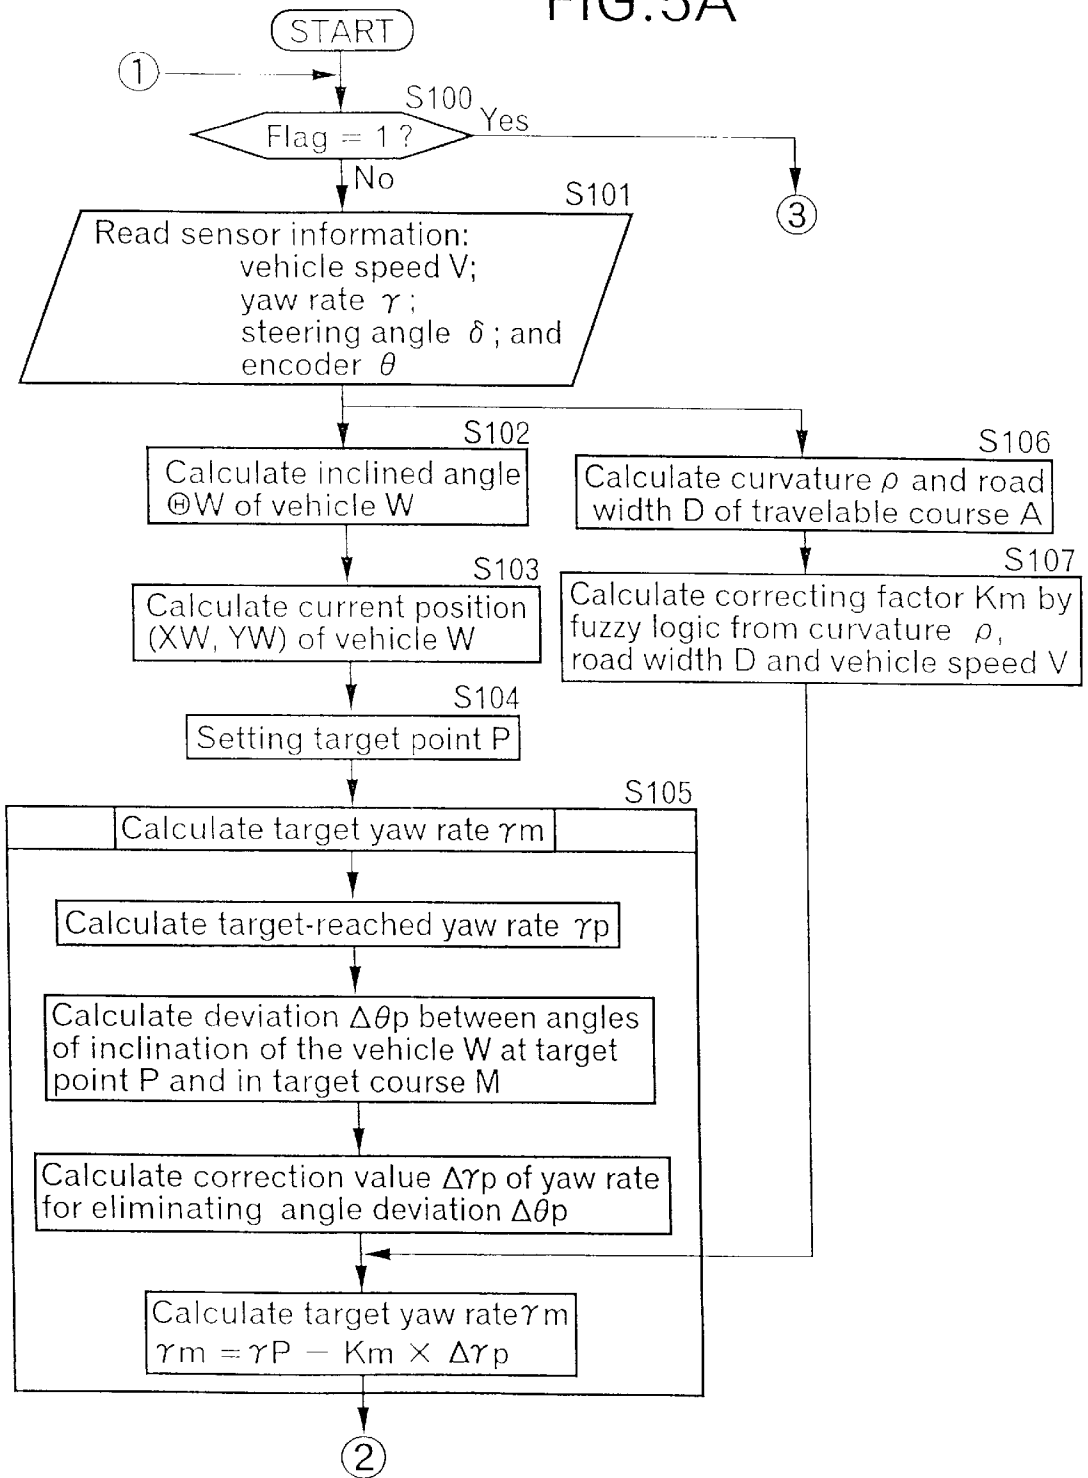 FIG.5A
START
①
S100
Flag = 1?
Yes
No
③
S101
Read sensor information:
vehicle speed V;
yaw rate γ;
steering angle δ; and
encoder θ
S102
Calculate inclined angle
ΘW of vehicle W
S103
Calculate current position
(XW, YW) of vehicle W
S104
Setting target point P
S106
Calculate curvature ρ and road
width D of travelable course A
S107
Calculate correcting factor Km by
fuzzy logic from curvature ρ,
road width D and vehicle speed V
S105
Calculate target yaw rate γm
Calculate target-reached yaw rate γp
Calculate deviation Δθp between angles
of inclination of the vehicle W at target
point P and in target course M
Calculate correction value Δγp of yaw rate
for eliminating angle deviation Δθp
Calculate target yaw rate γm
γm = γP − Km × Δγp
②